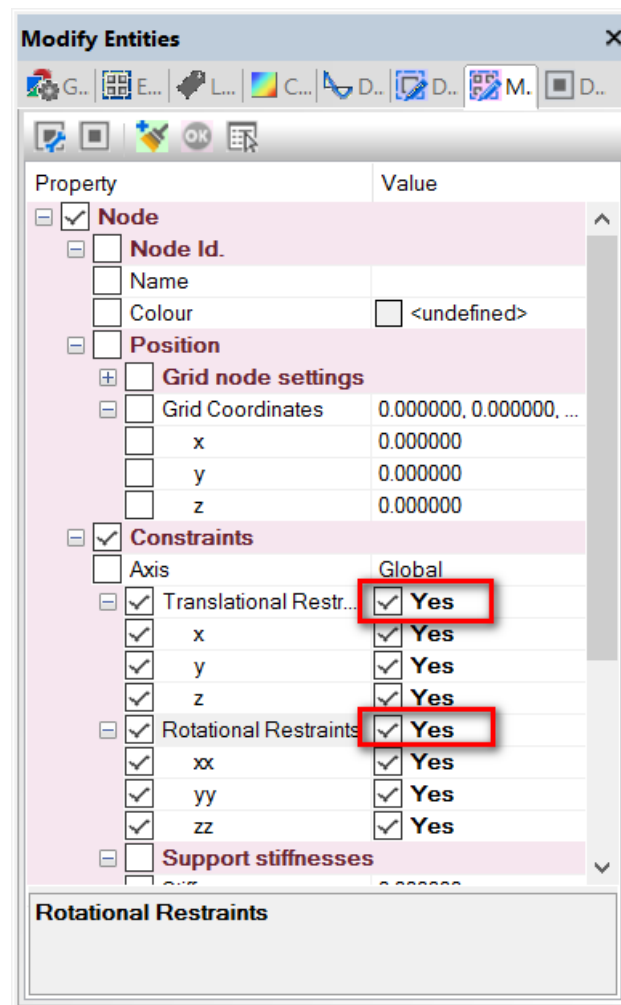 Modify Entities
G.. E... L... C... D.. D.. M. D..
OK
Property Value
Node
Node Id.
Name
Colour <undefined>
Position
Grid node settings
Grid Coordinates 0.000000, 0.000000, ...
x 0.000000
y 0.000000
z 0.000000
Constraints
Axis Global
Translational Restr... Yes
x Yes
y Yes
z Yes
Rotational Restraints Yes
xx Yes
yy Yes
zz Yes
Support stiffnesses
Rotational Restraints